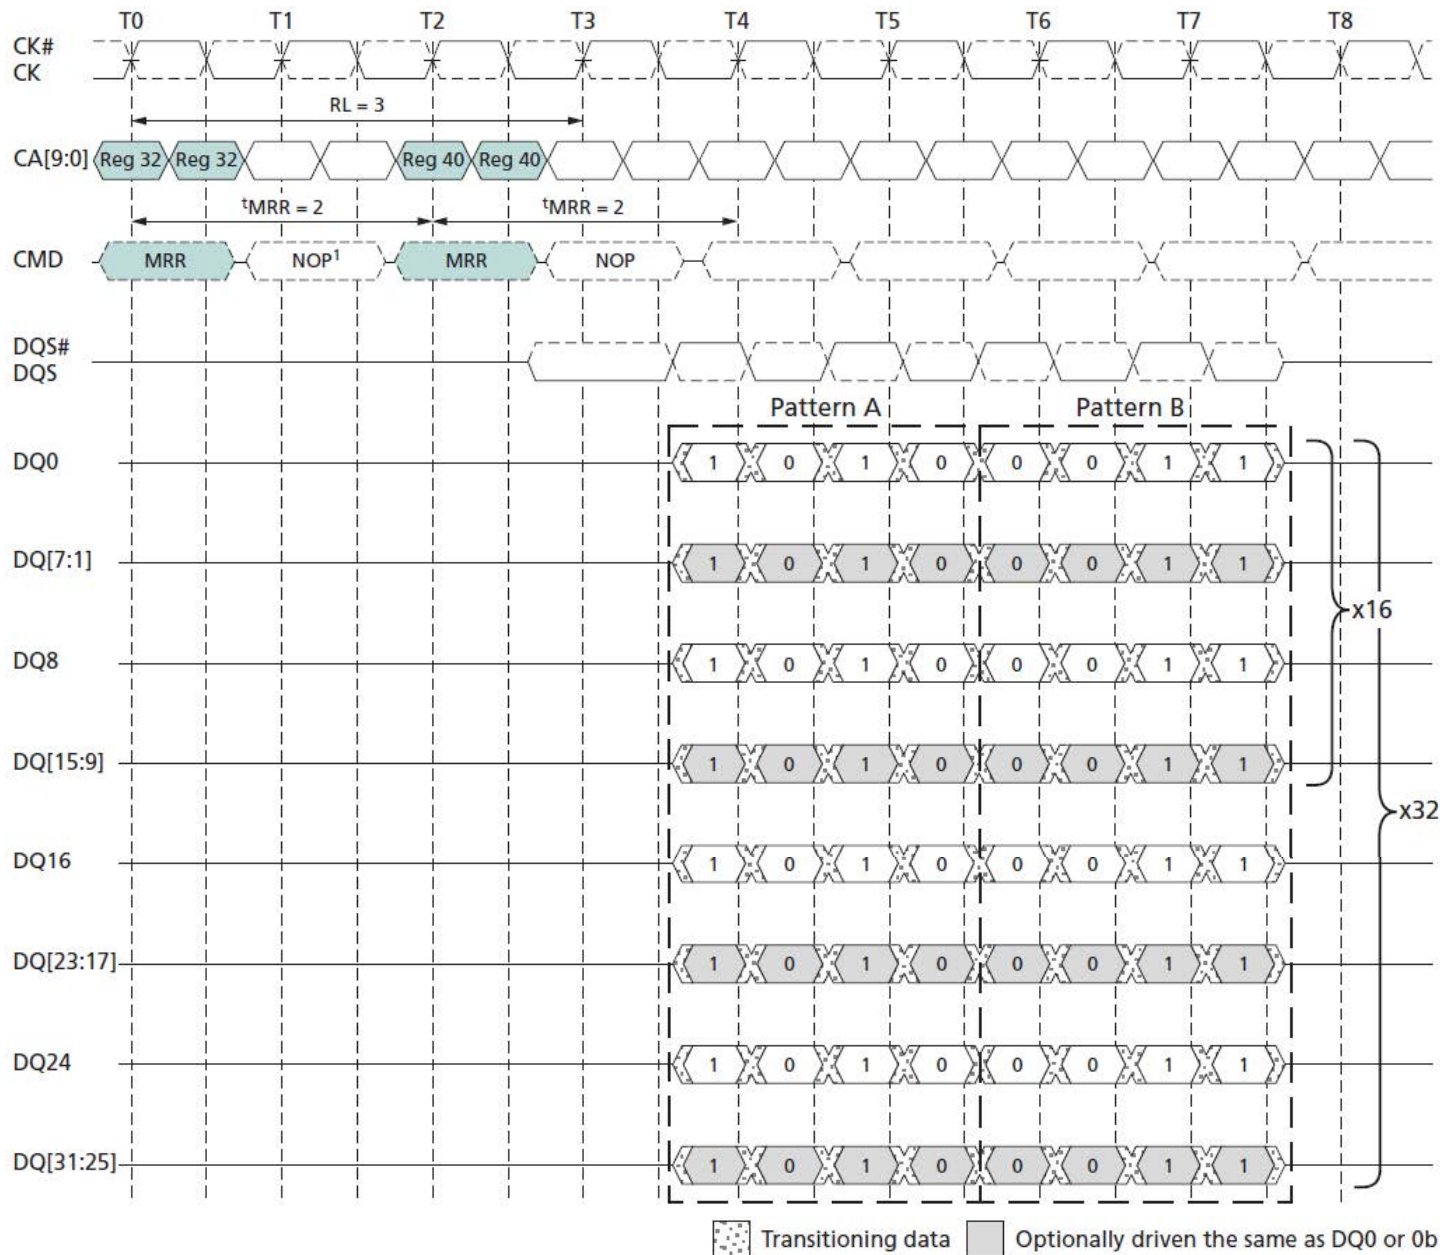 T0 T1 T2 T3 T4 T5 T6 T7 T8
CK#
CK
RL = 3
CA[9:0] Reg 32 Reg 32 Reg 40 Reg 40
tMRR = 2 tMRR = 2
CMD MRR NOP1 MRR NOP
DQS#
DQS
Pattern A Pattern B
DQ0 1 0 1 0 0 0 1 1
DQ[7:1] 1 0 1 0 0 0 1 1
x16
DQ8 1 0 1 0 0 0 1 1
DQ[15:9] 1 0 1 0 0 0 1 1
x32
DQ16 1 0 1 0 0 0 1 1
DQ[23:17] 1 0 1 0 0 0 1 1
DQ24 1 0 1 0 0 0 1 1
DQ[31:25] 1 0 1 0 0 0 1 1
Transitioning data Optionally driven the same as DQ0 or 0b